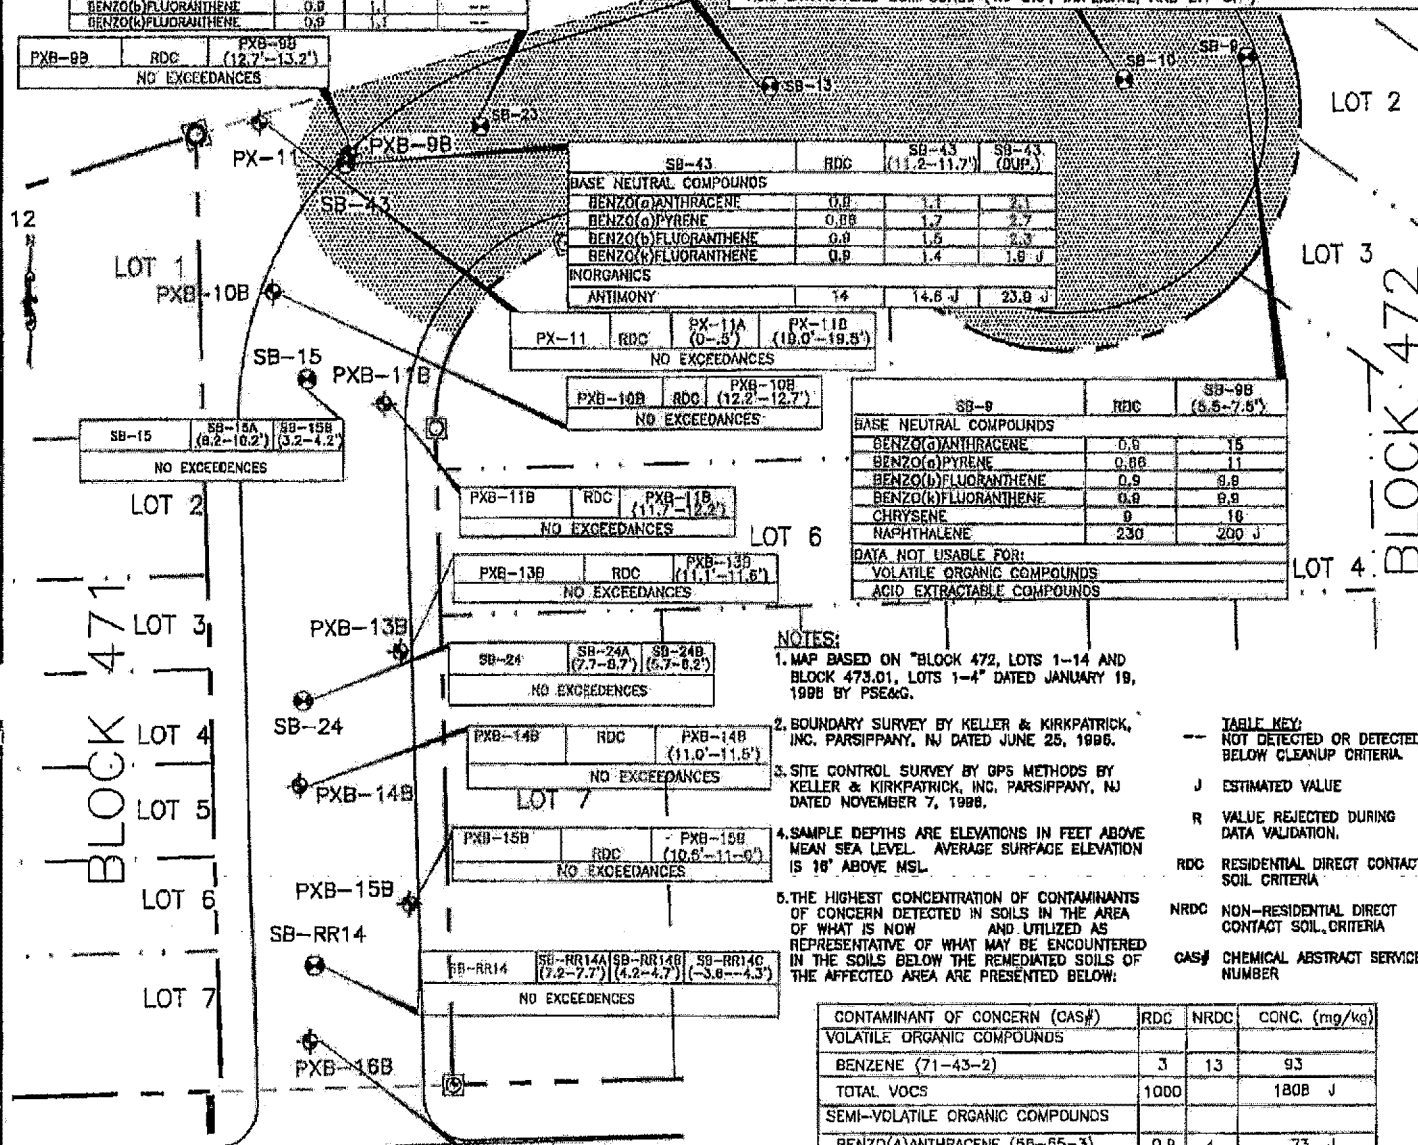 BENZO(b)FLUORANTHENE 0.9 1.1 --
BENZO(k)FLUORANTHENE 0.9 1.1 --
PXB-9B RDC PXB-9B (12.7'-13.2')
NO EXCEEDANCES
SB-9
SB-10
SB-13
SB-23
LOT 2
PX-11
PXB-9B
SB-43
SB-43 RDC SB-43 (11.2-11.7') SB-43 (DUP.)
BASE NEUTRAL COMPOUNDS
BENZO(a)ANTHRACENE 0.9 1.1 2.1
BENZO(a)PYRENE 0.66 1.7 2.7
BENZO(b)FLUORANTHENE 0.9 1.5 2.3
BENZO(k)FLUORANTHENE 0.9 1.4 1.9 J
INORGANICS
ANTIMONY 14 14.6 J 23.9 J
12
N
LOT 1
PXB-10B
LOT 3
BLOCK 472
PX-11 RDC PX-11A (0-.5') PX-11B (19.0'-19.5')
NO EXCEEDANCES
SB-15
PXB-11B
PXB-10B RDC PXB-10B (12.2'-12.7')
NO EXCEEDANCES
SB-15 SB-15A (8.2-10.2') SB-15B (3.2-4.2')
NO EXCEEDENCES
SB-9 RDC SB-9B (5.5-7.5')
BASE NEUTRAL COMPOUNDS
BENZO(a)ANTHRACENE 0.9 15
BENZO(a)PYRENE 0.66 11
BENZO(b)FLUORANTHENE 0.9 9.9
BENZO(k)FLUORANTHENE 0.9 9.9
CHRYSENE 9 16
NAPHTHALENE 230 200 J
DATA NOT USABLE FOR:
VOLATILE ORGANIC COMPOUNDS
ACID EXTRACTABLE COMPOUNDS
LOT 2
PXB-11B RDC PXB-11B (11.7'-12.2')
NO EXCEEDANCES
LOT 6
LOT 4
PXB-13B RDC PXB-13B (11.1'-11.6')
NO EXCEEDANCES
BLOCK 471
LOT 3
PXB-13B
SB-24 SB-24A (7.7-8.7') SB-24B (5.7-6.2')
NO EXCEEDENCES
SB-24
LOT 4
PXB-14B RDC PXB-14B (11.0'-11.5')
NO EXCEEDANCES
PXB-14B
LOT 5
LOT 7
PXB-15B RDC PXB-15B (10.5'-11-0')
NO EXCEEDANCES
LOT 6
PXB-15B
SB-RR14
SB-RR14 SB-RR14A (7.2-7.7') SB-RR14B (4.2-4.7') SB-RR14C (-3.8--4.3')
NO EXCEEDENCES
LOT 7
PXB-16B
NOTES:
1. MAP BASED ON "BLOCK 472, LOTS 1-14 AND
BLOCK 473.01, LOTS 1-4" DATED JANUARY 19,
1998 BY PSE&G.
2. BOUNDARY SURVEY BY KELLER & KIRKPATRICK,
INC. PARSIPPANY, NJ DATED JUNE 25, 1996.
3. SITE CONTROL SURVEY BY GPS METHODS BY
KELLER & KIRKPATRICK, INC. PARSIPPANY, NJ
DATED NOVEMBER 7, 1998.
4. SAMPLE DEPTHS ARE ELEVATIONS IN FEET ABOVE
MEAN SEA LEVEL. AVERAGE SURFACE ELEVATION
IS 16' ABOVE MSL.
5. THE HIGHEST CONCENTRATION OF CONTAMINANTS
OF CONCERN DETECTED IN SOILS IN THE AREA
OF WHAT IS NOW AND UTILIZED AS
REPRESENTATIVE OF WHAT MAY BE ENCOUNTERED
IN THE SOILS BELOW THE REMEDIATED SOILS OF
THE AFFECTED AREA ARE PRESENTED BELOW:
TABLE KEY:
-- NOT DETECTED OR DETECTED
BELOW CLEANUP CRITERIA.
J ESTIMATED VALUE
R VALUE REJECTED DURING
DATA VALIDATION.
RDC RESIDENTIAL DIRECT CONTACT
SOIL CRITERIA
NRDC NON-RESIDENTIAL DIRECT
CONTACT SOIL CRITERIA
CAS# CHEMICAL ABSTRACT SERVICE
NUMBER
CONTAMINANT OF CONCERN (CAS#) RDC NRDC CONC. (mg/kg)
VOLATILE ORGANIC COMPOUNDS
BENZENE (71-43-2) 3 13 93
TOTAL VOCS 1000 1808 J
SEMI-VOLATILE ORGANIC COMPOUNDS
BENZO(A)ANTHRACENE (56-55-3) 0.9 4 73 J